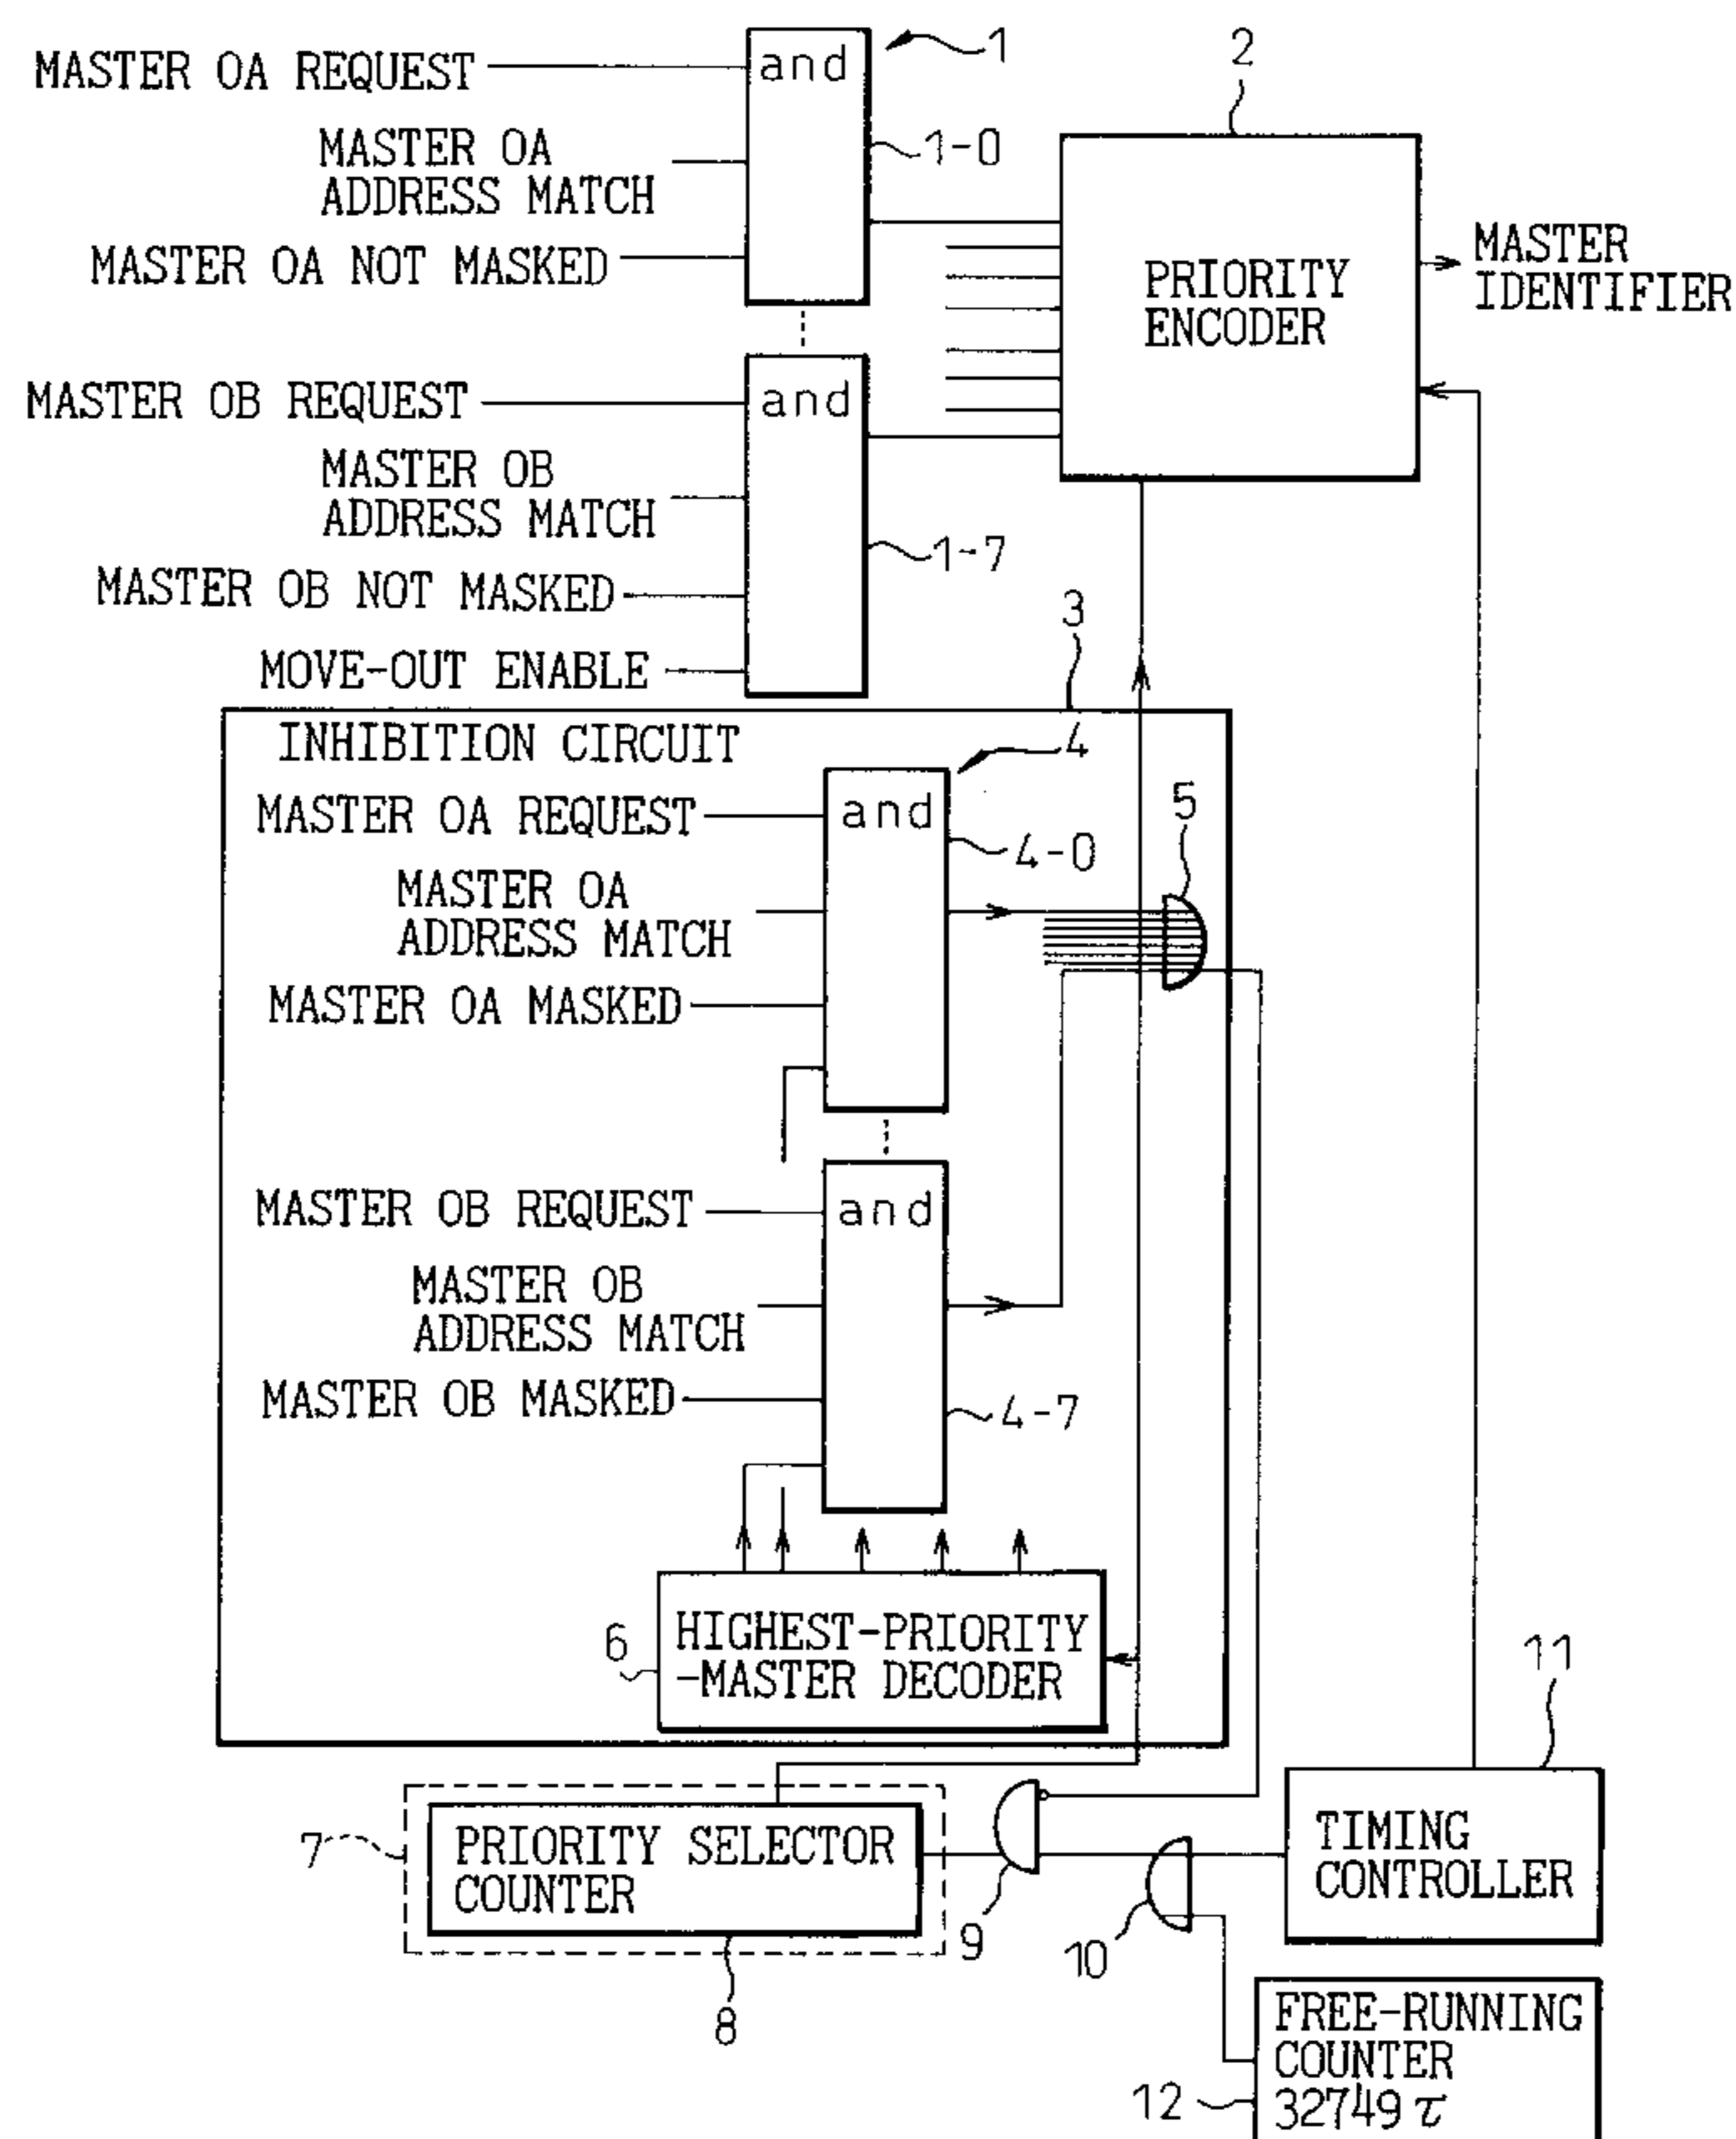 1
MASTER OA REQUEST
and
2
MASTER OA
ADDRESS MATCH
1-0
MASTER OA NOT MASKED
PRIORITY
ENCODER
MASTER
IDENTIFIER
MASTER OB REQUEST
and
MASTER OB
ADDRESS MATCH
1-7
MASTER OB NOT MASKED
MOVE-OUT ENABLE
3
INHIBITION CIRCUIT
4
MASTER OA REQUEST
and
4-0
5
MASTER OA
ADDRESS MATCH
MASTER OA MASKED
MASTER OB REQUEST
and
MASTER OB
ADDRESS MATCH
MASTER OB MASKED
4-7
6
HIGHEST-PRIORITY
-MASTER DECODER
11
7
PRIORITY SELECTOR
COUNTER
8
9
10
TIMING
CONTROLLER
12
FREE-RUNNING
COUNTER
32749 τ